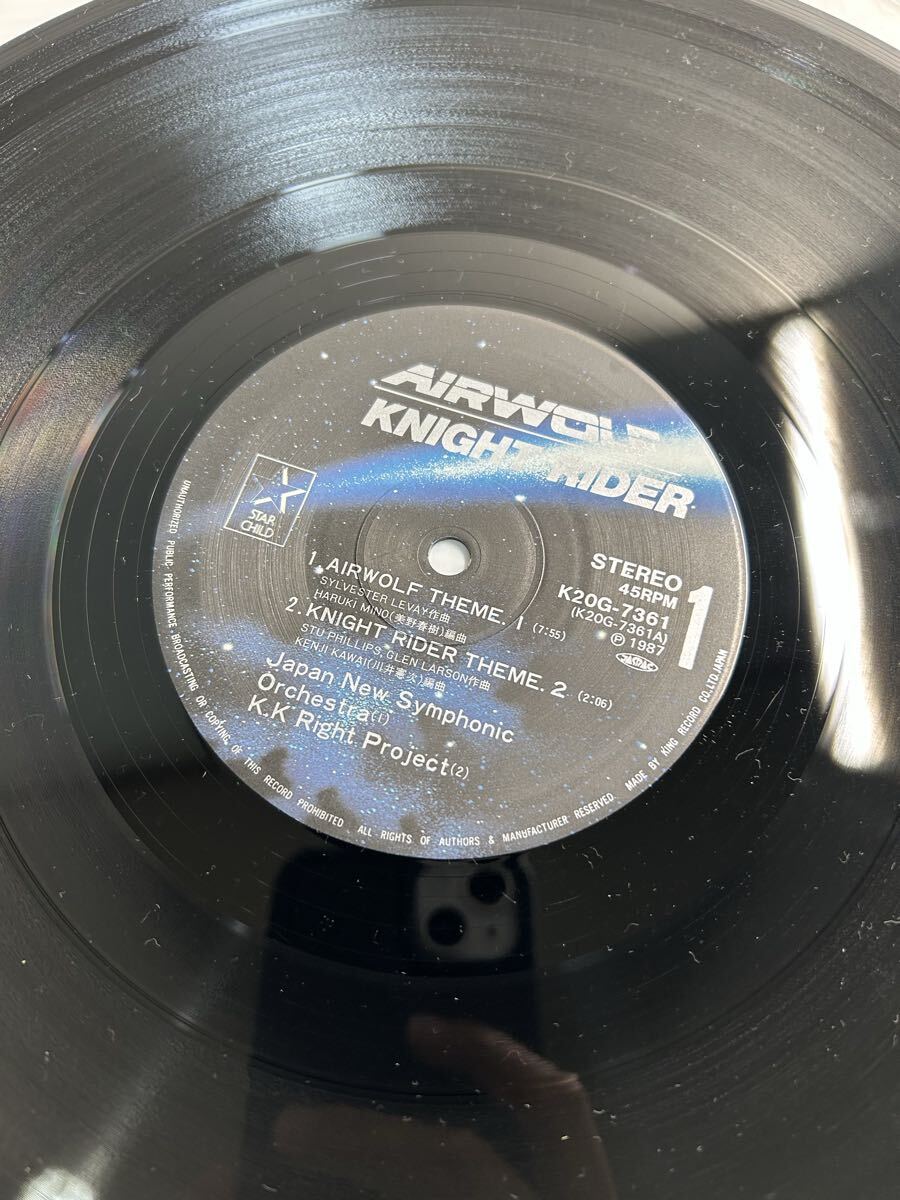 AIRWOLF
KNIGHT RIDER
STAR
CHILD
STEREO
45RPM
1
K20G-7361
(K20G-7361A)
Ⓟ 1987
JASRAC
1. AIRWOLF THEME. 1 (7:55)
SYLVESTER LEVAY作曲
HARUKI MINO(美野春樹)編曲
2. KNIGHT RIDER THEME. 2 (2:06)
STU PHILLIPS, GLEN LARSON作曲
KENJI KAWAI(川井憲次)編曲
Japan New Symphonic
Orchestra(1)
K.K Right Project(2)
UNAUTHORIZED PUBLIC PERFORMANCE・BROADCASTING OR COPYING OF THIS RECORD PROHIBITED ALL RIGHTS OF AUTHORS & MANUFACTURER RESERVED. MADE BY KING RECORD CO., LTD. JAPAN